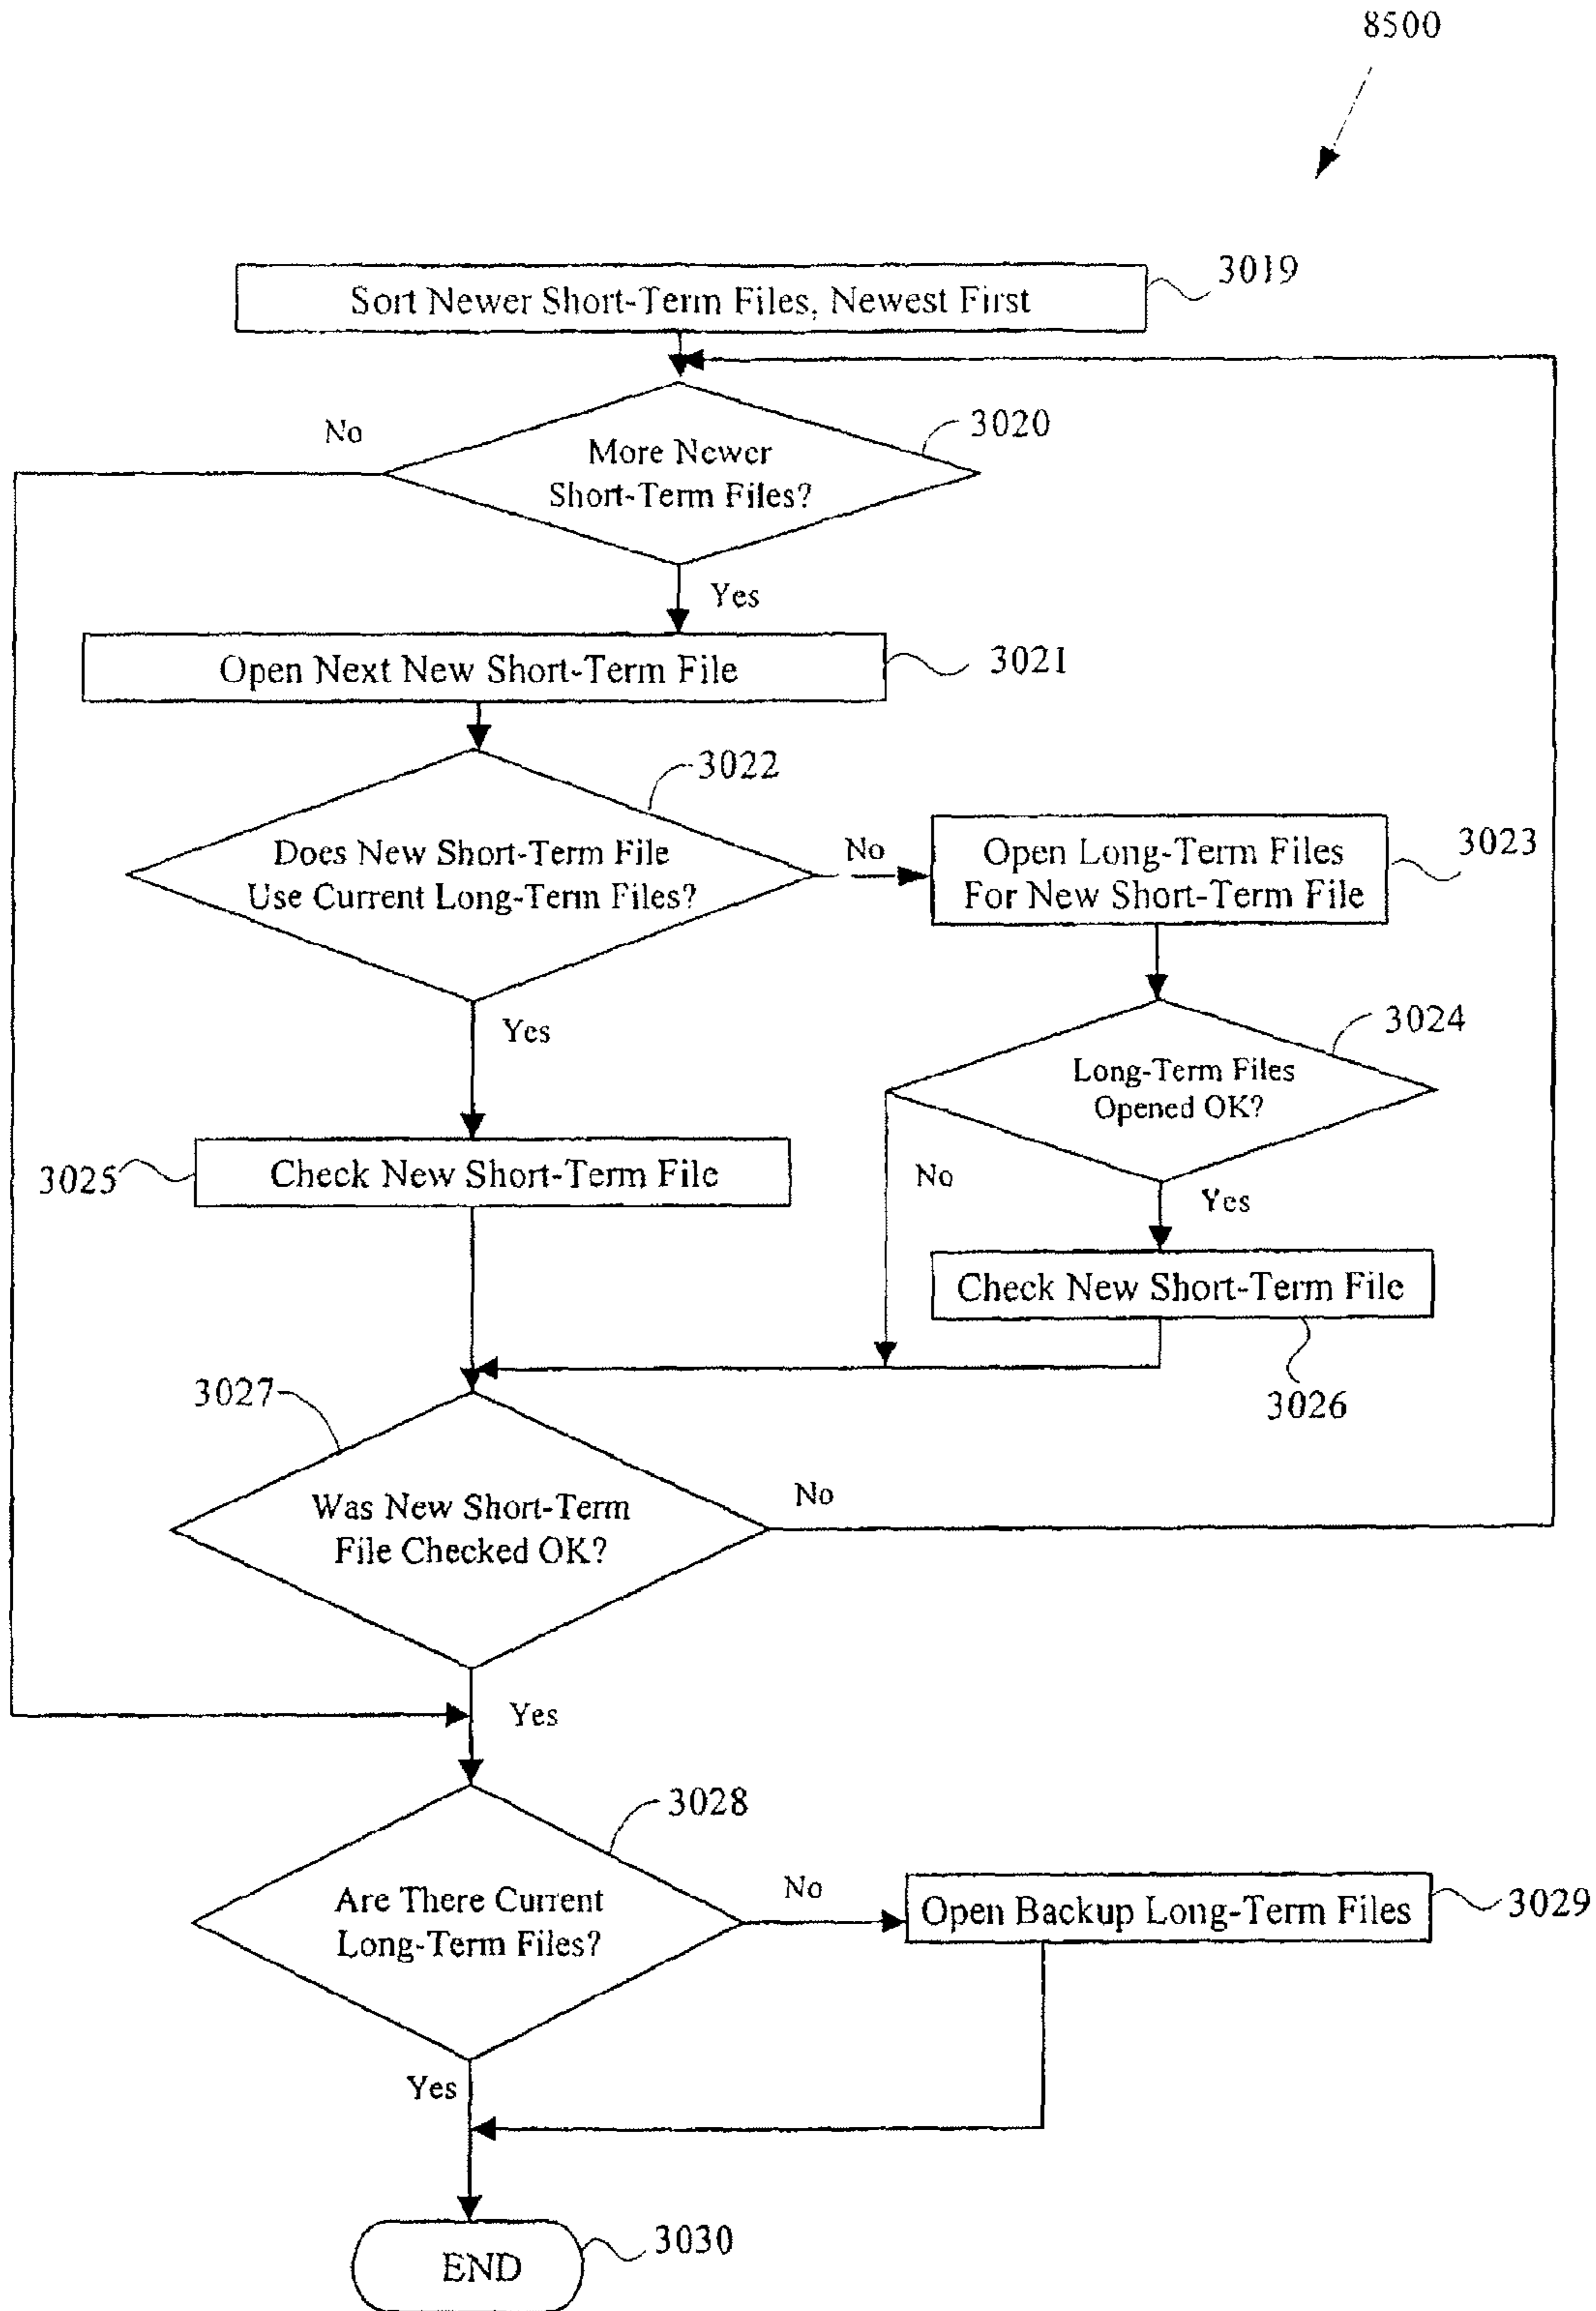 8500
3019
Sort Newer Short-Term Files, Newest First
No
3020
More Newer
Short-Term Files?
Yes
3021
Open Next New Short-Term File
3022
Does New Short-Term File
Use Current Long-Term Files?
No
Open Long-Term Files
For New Short-Term File
3023
Yes
3024
Long-Term Files
Opened OK?
3025
Check New Short-Term File
No
Yes
Check New Short-Term File
3026
3027
Was New Short-Term
File Checked OK?
No
Yes
3028
Are There Current
Long-Term Files?
No
Open Backup Long-Term Files
3029
Yes
3030
END